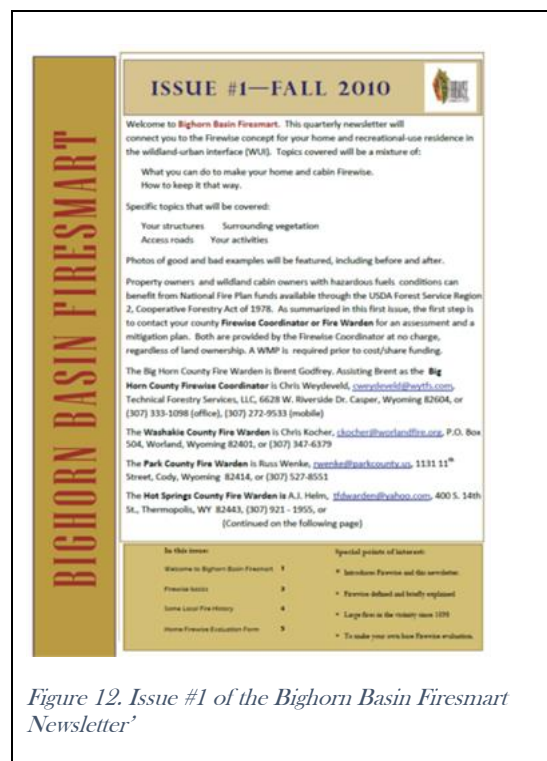 BIGHORN BASIN FIRESMART
ISSUE #1—FALL 2010
Welcome to Bighorn Basin Firesmart. This quarterly newsletter will
connect you to the Firewise concept for your home and recreational-use residence in
the wildland-urban interface (WUI). Topics covered will be a mixture of:
What you can do to make your home and cabin Firewise.
How to keep it that way.
Specific topics that will be covered:
Your structures Surrounding vegetation
Access roads Your activities
Photos of good and bad examples will be featured, including before and after.
Property owners and wildland cabin owners with hazardous fuels conditions can
benefit from National Fire Plan funds available through the USDA Forest Service Region
2, Cooperative Forestry Act of 1978. As summarized in this first issue, the first step is
to contact your county Firewise Coordinator or Fire Warden for an assessment and a
mitigation plan. Both are provided by the Firewise Coordinator at no charge,
regardless of land ownership. A WMP is required prior to cost/share funding.
The Big Horn County Fire Warden is Brent Godfrey. Assisting Brent as the Big
Horn County Firewise Coordinator is Chris Weydeveld, cweydeveld@wytfs.com,
Technical Forestry Services, LLC, 6628 W. Riverside Dr. Casper, Wyoming 82604, or
(307) 333-1098 (office), (307) 272-9533 (mobile)
The Washakie County Fire Warden is Chris Kocher, ckocher@worlandfire.org, P.O. Box
504, Worland, Wyoming 82401, or (307) 347-6379
The Park County Fire Warden is Russ Wenke, rwenke@parkcounty.us, 1131 11th
Street, Cody, Wyoming 82414, or (307) 527-8551
The Hot Springs County Fire Warden is A.J. Helm, tfdwarden@yahoo.com, 400 S. 14th
St., Thermopolis, WY 82443, (307) 921 - 1955, or
(Continued on the following page)
In this issue:
Welcome to Bighorn Basin Firesmart 1
Firewise basics 3
Some Local Fire History 4
Home Firewise Evaluation Form 5
Special points of interest:
* Introduces Firewise and this newsletter.
* Firewise defined and briefly explained
* Large fires in the vicinity since
* To make your own base Firewise evaluation.
Figure 12. Issue #1 of the Bighorn Basin Firesmart
Newsletter’